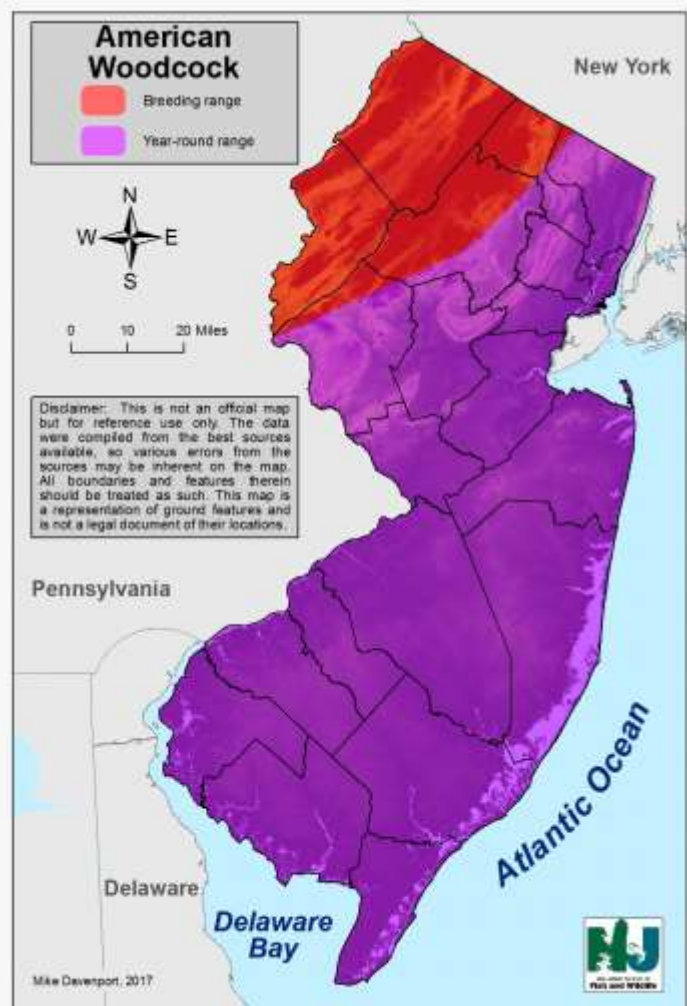 American
Woodcock
Breeding range
Year-round range
New York
N
W E
S
0 10 20 Miles
Disclaimer: This is not an official map
but for reference use only. The data
were compiled from the best sources
available, so various errors from the
sources may be inherent on the map.
All boundaries and features therein
should be treated as such. This map is
a representation of ground features and
is not a legal document of their locations.
Pennsylvania
Atlantic Ocean
Delaware
Delaware
Bay
Mike Davenport, 2017
NJ
Fish and Wildlife